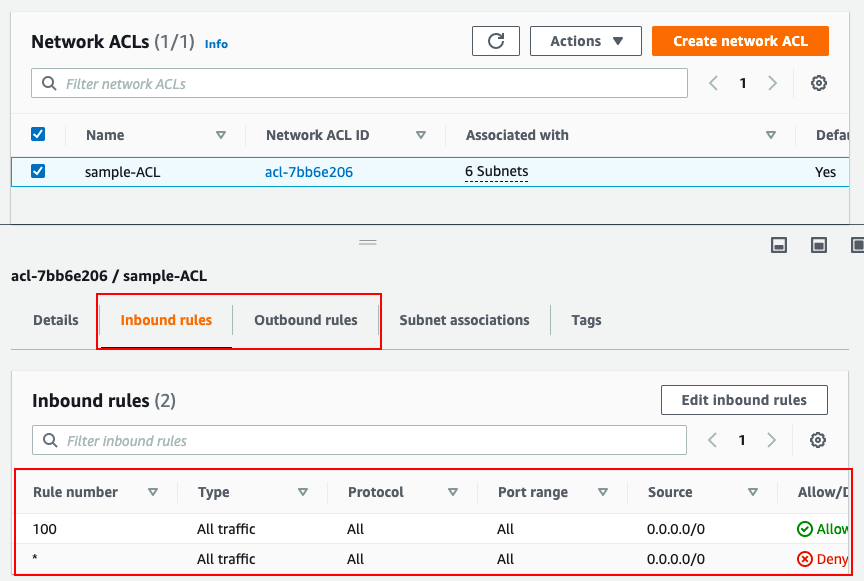 Network ACLs (1/1) Info
Actions
Create network ACL
Filter network ACLs
1
Name
Network ACL ID
Associated with
Defau
sample-ACL
acl-7bb6e206
6 Subnets
Yes
acl-7bb6e206 / sample-ACL
Details
Inbound rules
Outbound rules
Subnet associations
Tags
Inbound rules (2)
Edit inbound rules
Filter inbound rules
1
Rule number
Type
Protocol
Port range
Source
Allow/D
100
All traffic
All
All
0.0.0.0/0
Allow
*
All traffic
All
All
0.0.0.0/0
Deny